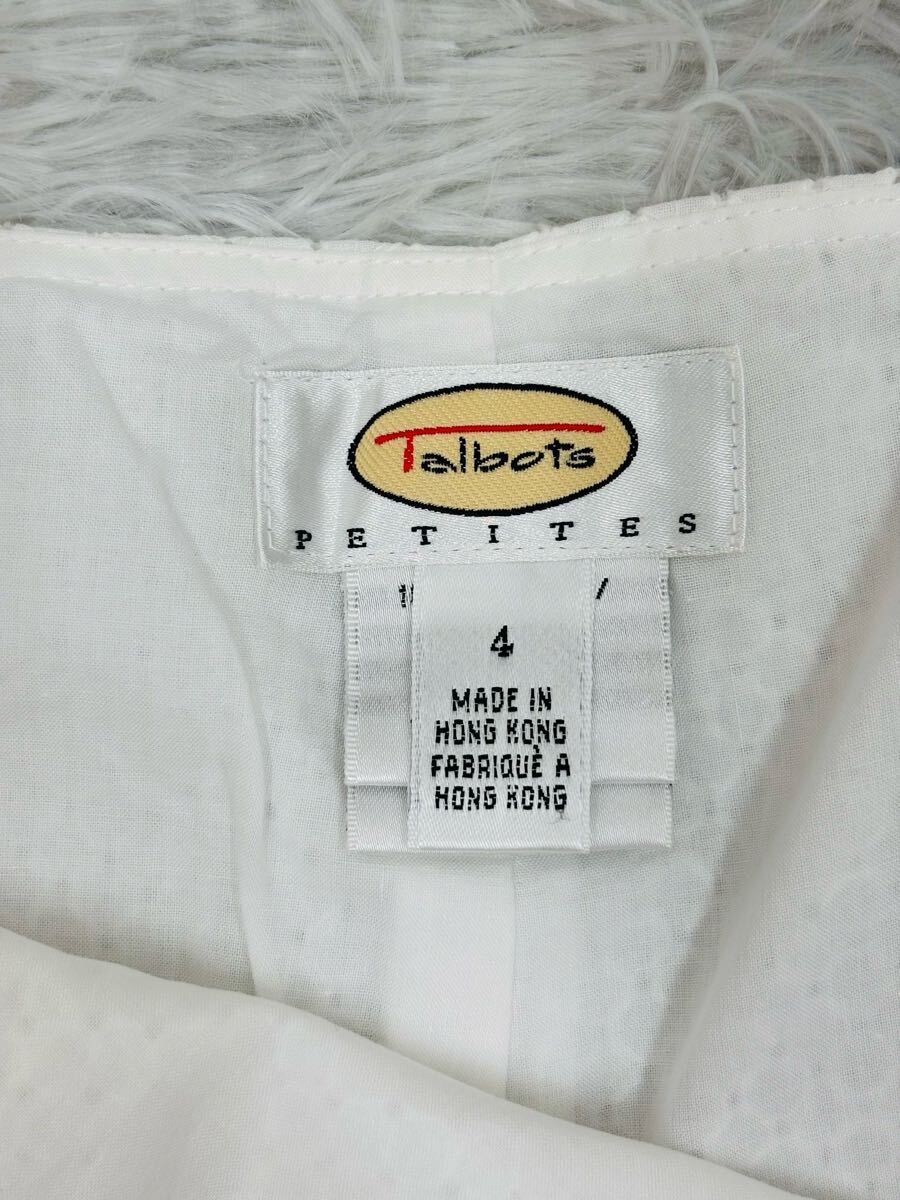 Talbots
PETITES
4
MADE IN
HONG KONG
FABRIQUÈ A
HONG KONG